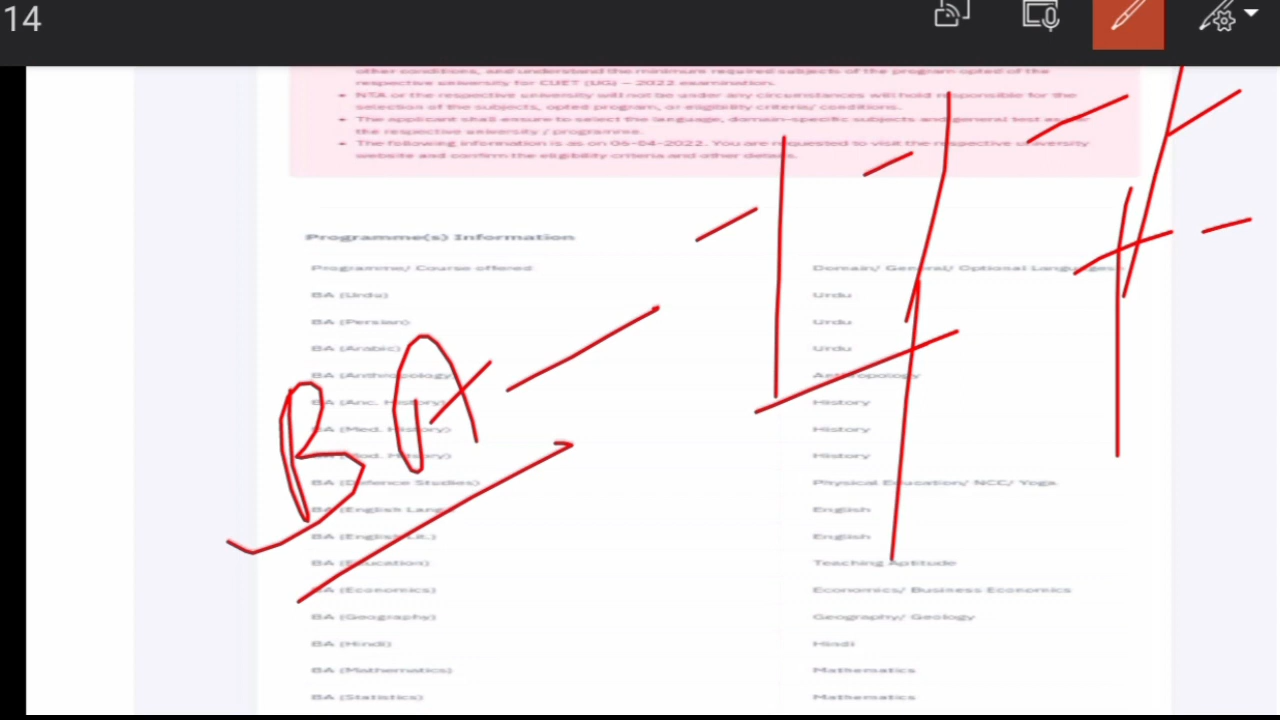 14
other conditions, and understand the minimum required subjects of the program opted of the
respective university for CUET (UG) – 2022 examination.
• NTA or the respective university will not be under any circumstances will hold responsible for the
selection of the subjects, opted program, or eligibility criteria/ conditions.
• The applicant shall ensure to select the language, domain-specific subjects and general test as per
the respective university / programme.
• The following information is as on 06-04-2022. You are requested to visit the respective university
website and confirm the eligibility criteria and other details.
Programme(s) Information
Programme/ Course offered Domain/ General/ Optional Languages
BA (Urdu) Urdu
BA (Persian) Urdu
BA (Arabic) Urdu
BA (Anthropology) Anthropology
BA (Anc. History) History
BA (Med. History) History
BA (Mod. History) History
BA (Defence Studies) Physical Education/ NCC/ Yoga
BA (English Lang.) English
BA (English Lit.) English
BA (Education) Teaching Aptitude
BA (Economics) Economics/ Business Economics
BA (Geography) Geography/ Geology
BA (Hindi) Hindi
BA (Mathematics) Mathematics
BA (Statistics) Mathematics
BA